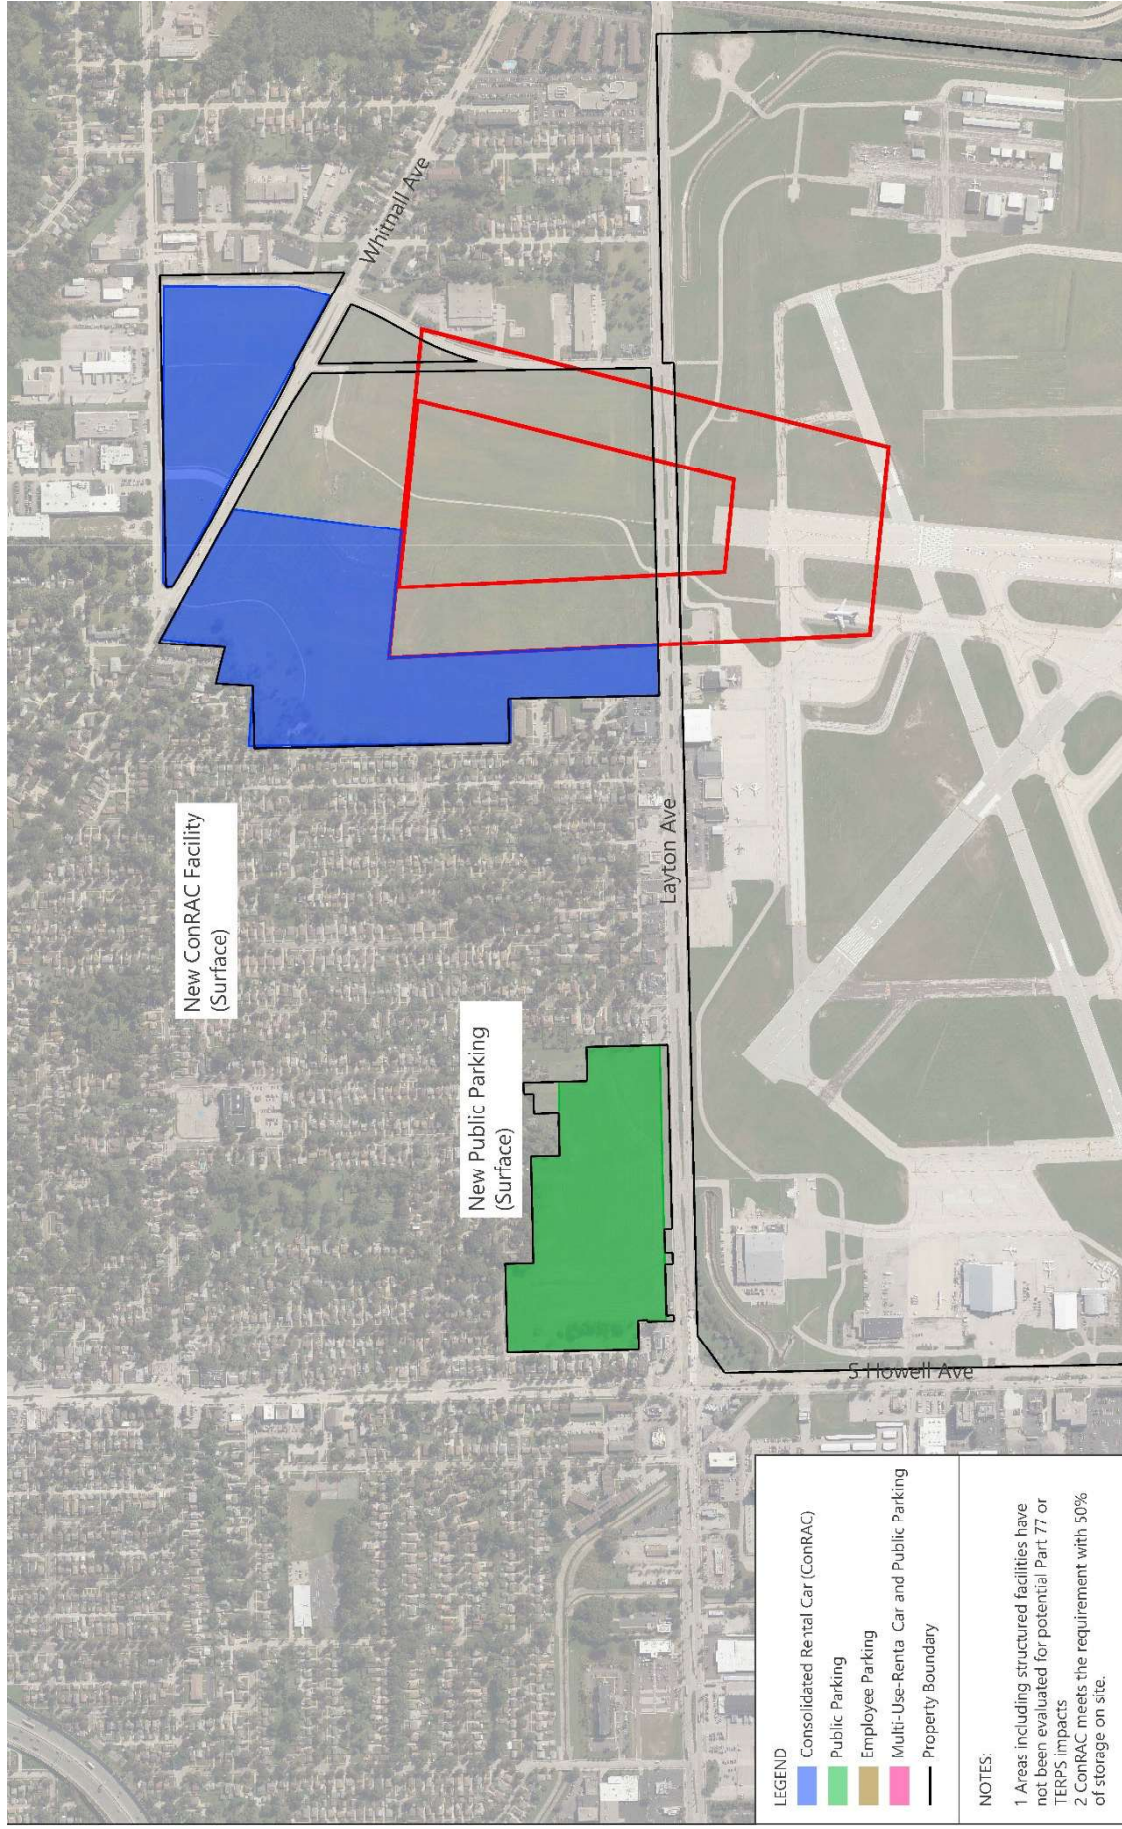 New ConRAC Facility
(Surface)
New Public Parking
(Surface)
Whitnall Ave
Layton Ave
S Howell Ave
LEGEND
Consolidated Rental Car (ConRAC)
Public Parking
Employee Parking
Multi-Use-Renta Car and Public Parking
Property Boundary
NOTES:
1 Areas including structured facilities have
not been evaluated for potential Part 77 or
TERPS impacts
2 ConRAC meets the requirement with 50%
of storage on site.